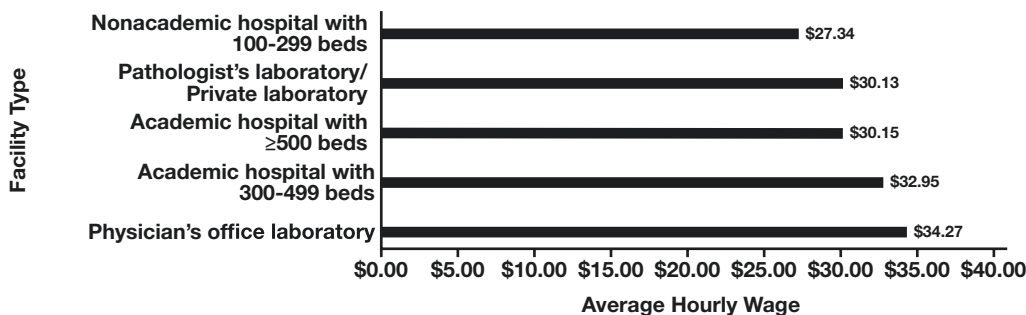 Facility Type
Nonacademic hospital with
100-299 beds
$27.34
Pathologist's laboratory/
Private laboratory
$30.13
Academic hospital with
≥500 beds
$30.15
Academic hospital with
300-499 beds
$32.95
Physician's office laboratory
$34.27
$0.00 $5.00 $10.00 $15.00 $20.00 $25.00 $30.00 $35.00 $40.00
Average Hourly Wage